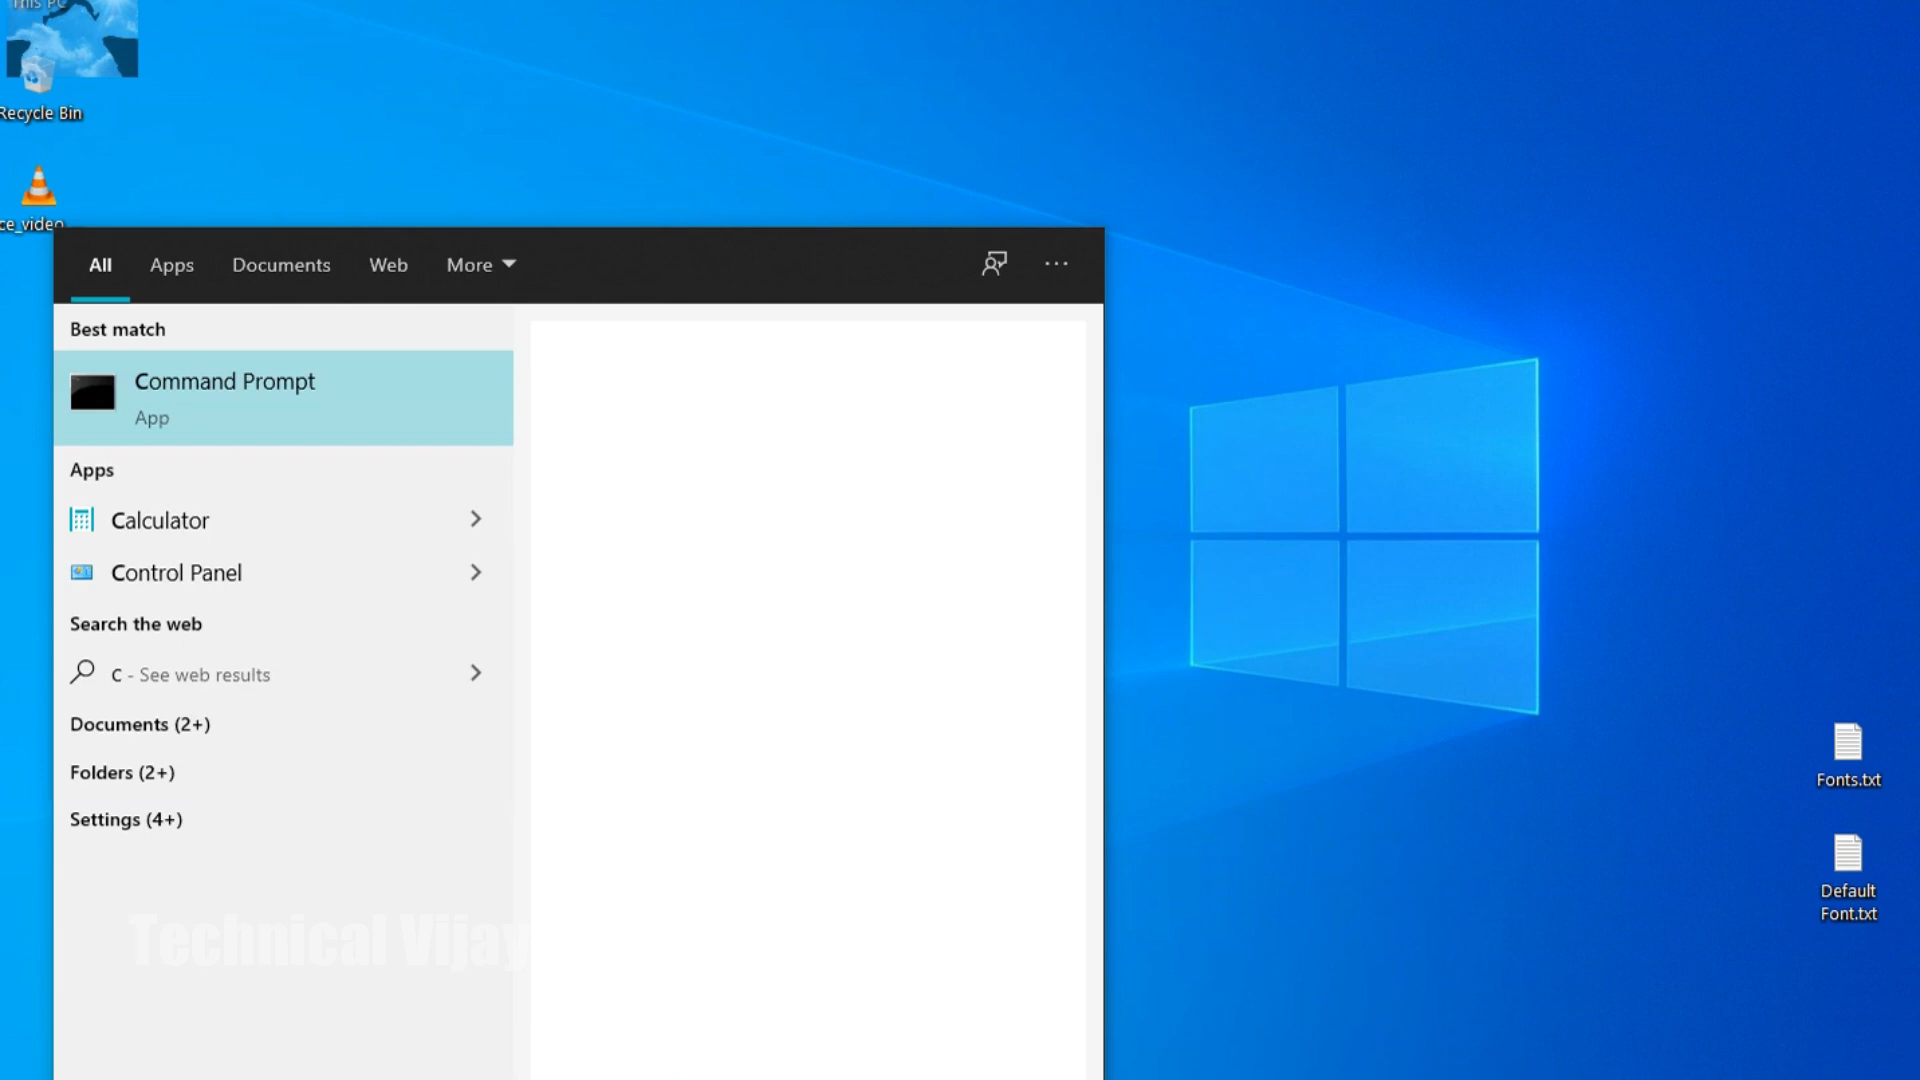 This PC
Recycle Bin
ce_video
All Apps Documents Web More
Best match
Command Prompt
App
Apps
Calculator
Control Panel
Search the web
c - See web results
Documents (2+)
Folders (2+)
Settings (4+)
Technical Vijay
Fonts.txt
Default
Font.txt